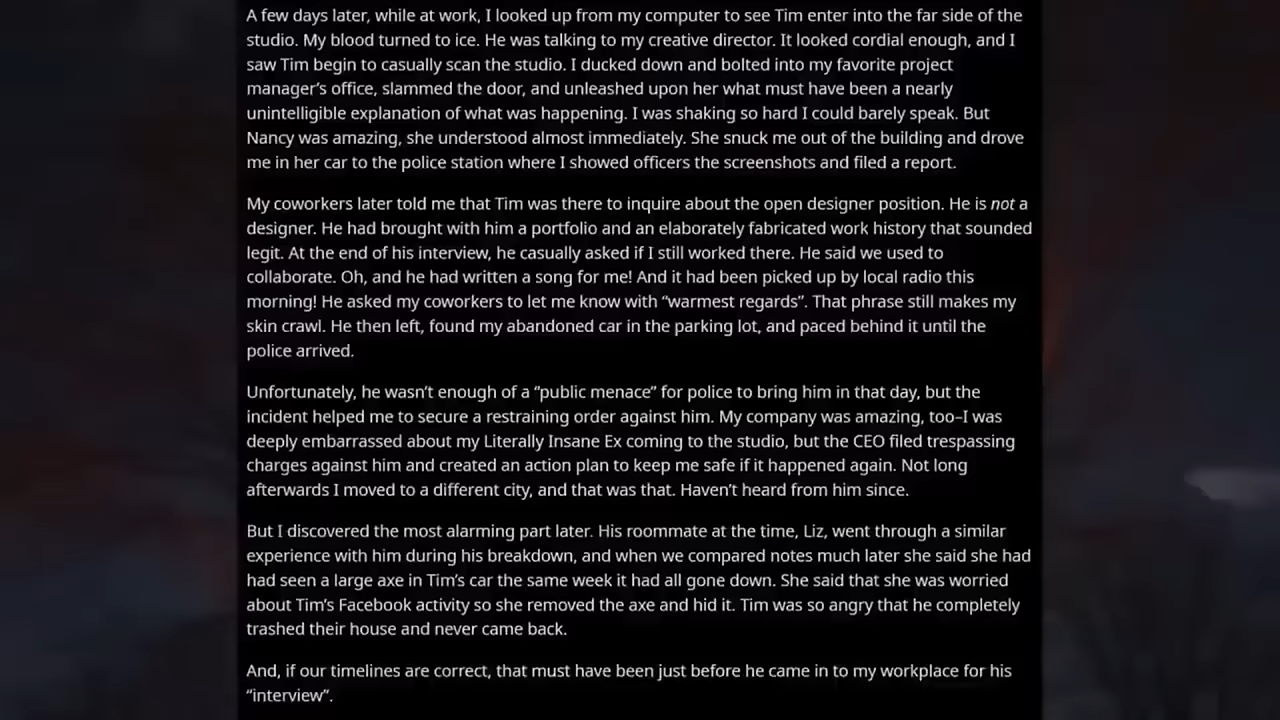 A few days later, while at work, I looked up from my computer to see Tim enter into the far side of the
studio. My blood turned to ice. He was talking to my creative director. It looked cordial enough, and I
saw Tim begin to casually scan the studio. I ducked down and bolted into my favorite project
manager’s office, slammed the door, and unleashed upon her what must have been a nearly
unintelligible explanation of what was happening. I was shaking so hard I could barely speak. But
Nancy was amazing, she understood almost immediately. She snuck me out of the building and drove
me in her car to the police station where I showed officers the screenshots and filed a report.
My coworkers later told me that Tim was there to inquire about the open designer position. He is not a
designer. He had brought with him a portfolio and an elaborately fabricated work history that sounded
legit. At the end of his interview, he casually asked if I still worked there. He said we used to
collaborate. Oh, and he had written a song for me! And it had been picked up by local radio this
morning! He asked my coworkers to let me know with “warmest regards”. That phrase still makes my
skin crawl. He then left, found my abandoned car in the parking lot, and paced behind it until the
police arrived.
Unfortunately, he wasn’t enough of a “public menace” for police to bring him in that day, but the
incident helped me to secure a restraining order against him. My company was amazing, too–I was
deeply embarrassed about my Literally Insane Ex coming to the studio, but the CEO filed trespassing
charges against him and created an action plan to keep me safe if it happened again. Not long
afterwards I moved to a different city, and that was that. Haven’t heard from him since.
But I discovered the most alarming part later. His roommate at the time, Liz, went through a similar
experience with him during his breakdown, and when we compared notes much later she said she had
had seen a large axe in Tim’s car the same week it had all gone down. She said that she was worried
about Tim’s Facebook activity so she removed the axe and hid it. Tim was so angry that he completely
trashed their house and never came back.
And, if our timelines are correct, that must have been just before he came in to my workplace for his
“interview”.